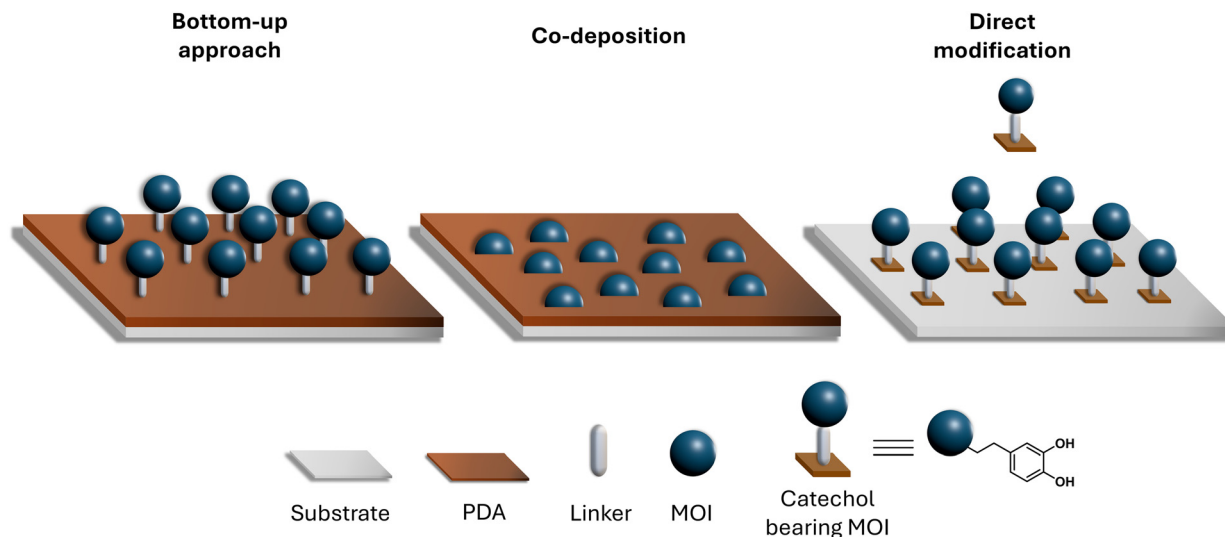 Bottom-up
approach
Co-deposition
Direct
modification
OH
OH
Substrate
PDA
Linker
MOI
Catechol
bearing MOI